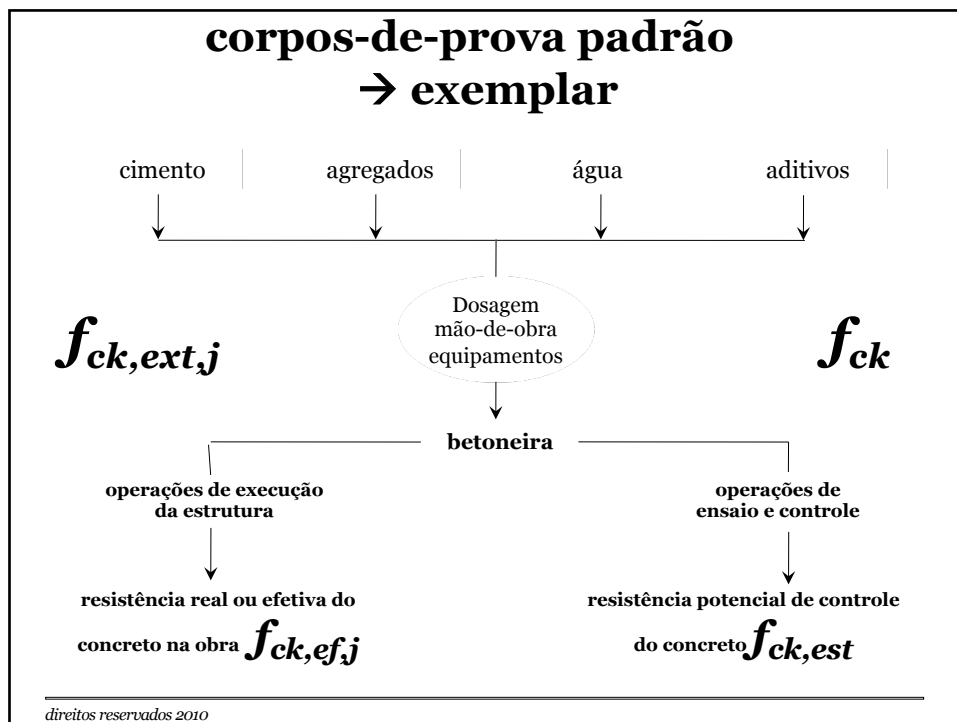 corpos-de-prova padrão
→ exemplar
cimento
agregados
água
aditivos
Dosagem
mão-de-obra
equipamentos
fck,ext,j
fck
betoneira
operações de execução
da estrutura
operações de
ensaio e controle
resistência real ou efetiva do
concreto na obra fck,ef,j
resistência potencial de controle
do concreto fck,est
direitos reservados 2010